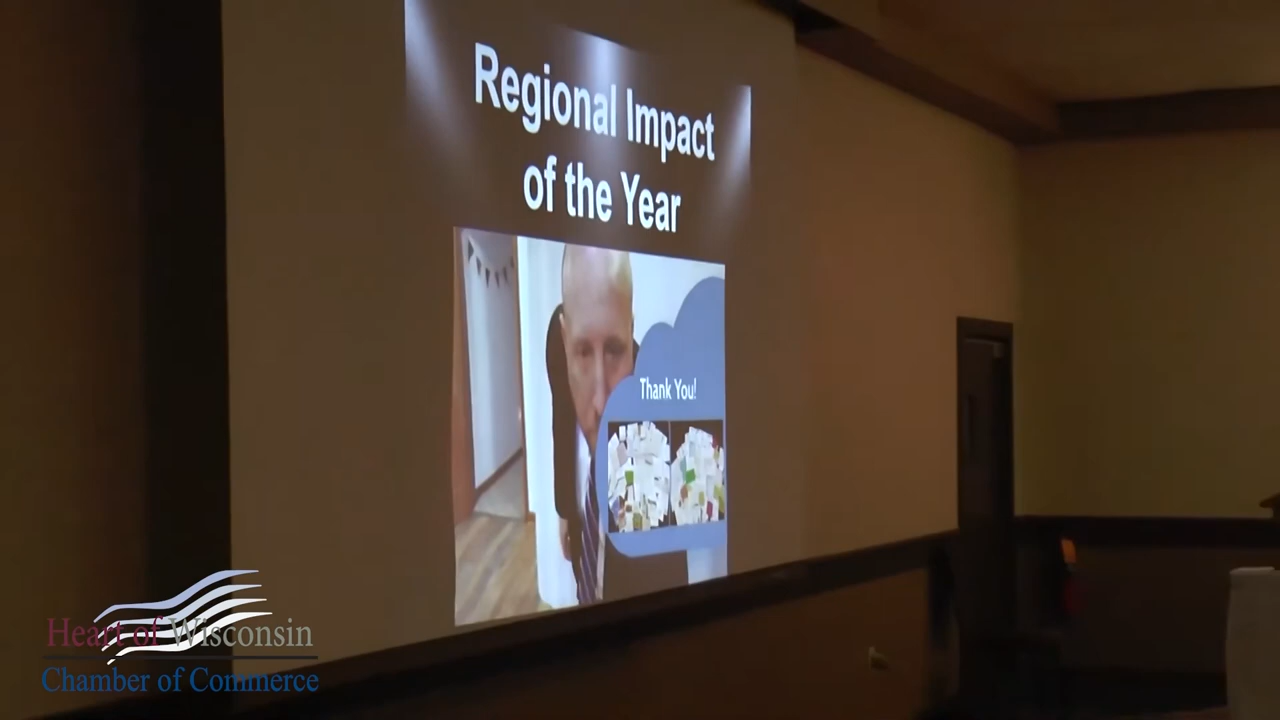 Regional Impact
of the Year
Thank You!
Heart of Wisconsin
Chamber of Commerce